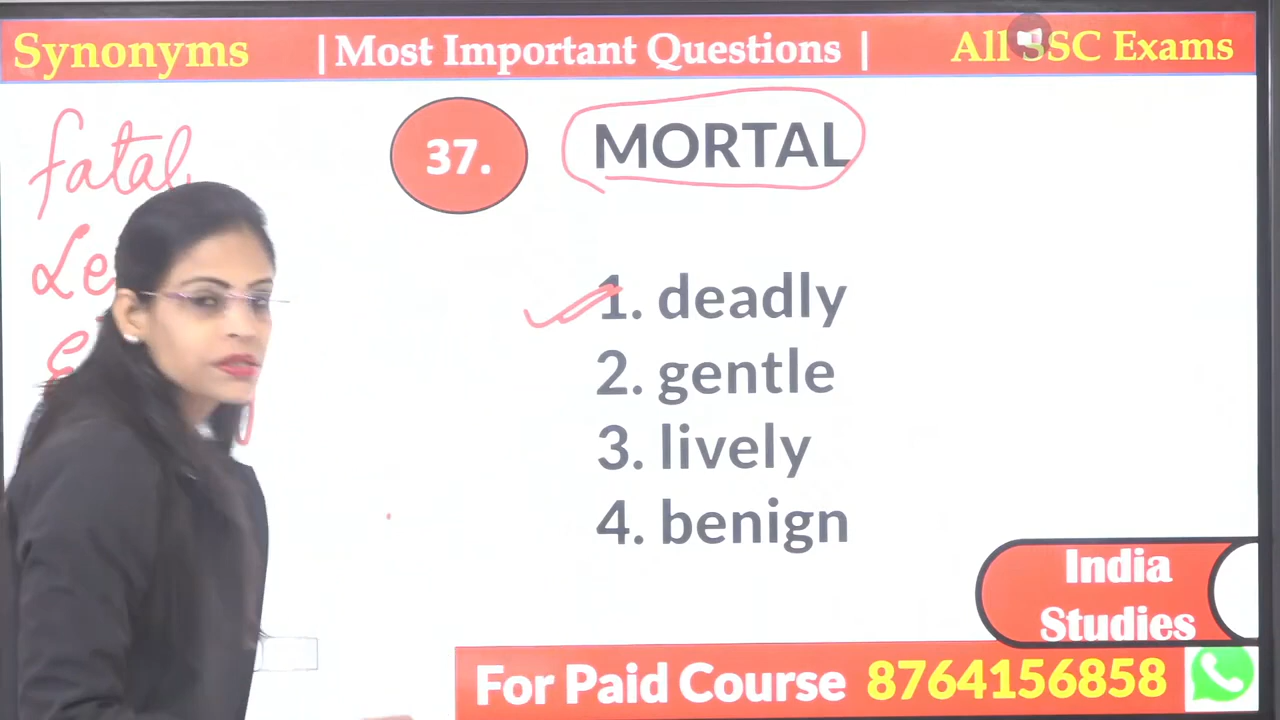 Synonyms | Most Important Questions | All SSC Exams
fatal
37. MORTAL
1. deadly
2. gentle
3. lively
4. benign
India
Studies
For Paid Course 8764156858